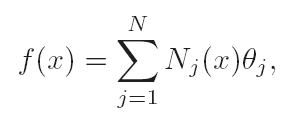 f(x) = \sum_{j=1}^{N} N_j(x)\theta_j,